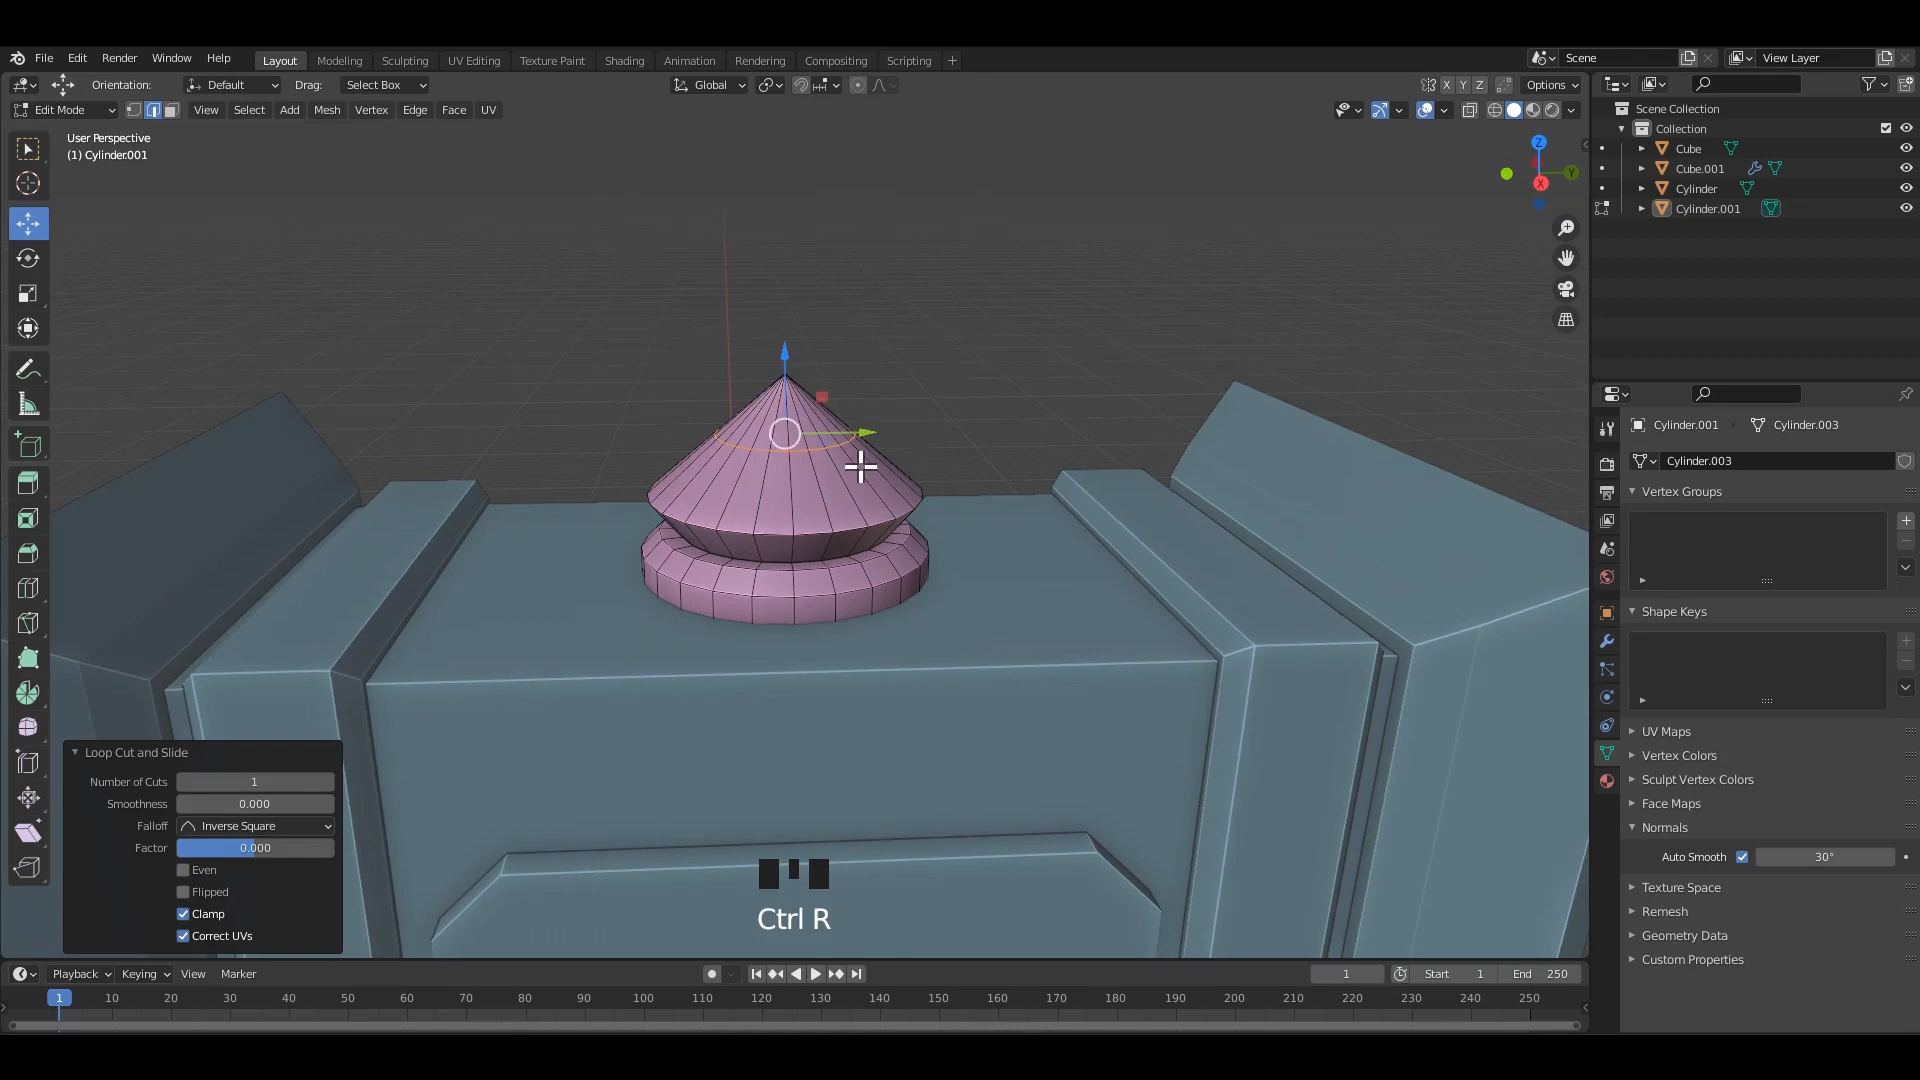 File Edit Render Window Help Layout Modeling Sculpting UV Editing Texture Paint Shading Animation Rendering Compositing Scripting + Scene View Layer
Orientation: Default Drag: Select Box Global X Y Z Options
Edit Mode View Select Add Mesh Vertex Edge Face UV
User Perspective
(1) Cylinder.001
Z
Y
X
Scene Collection
Collection
Cube
Cube.001
Cylinder
Cylinder.001
Cylinder.001 Cylinder.003
Cylinder.003
Vertex Groups
Shape Keys
UV Maps
Vertex Colors
Sculpt Vertex Colors
Face Maps
Normals
Auto Smooth 30°
Texture Space
Remesh
Geometry Data
Custom Properties
Loop Cut and Slide
Number of Cuts 1
Smoothness 0.000
Falloff Inverse Square
Factor 0.000
Even
Flipped
Clamp
Correct UVs
Ctrl R
Playback Keying View Marker 1 Start 1 End 250
1 10 20 30 40 50 60 70 80 90 100 110 120 130 140 150 160 170 180 190 200 210 220 230 240 250